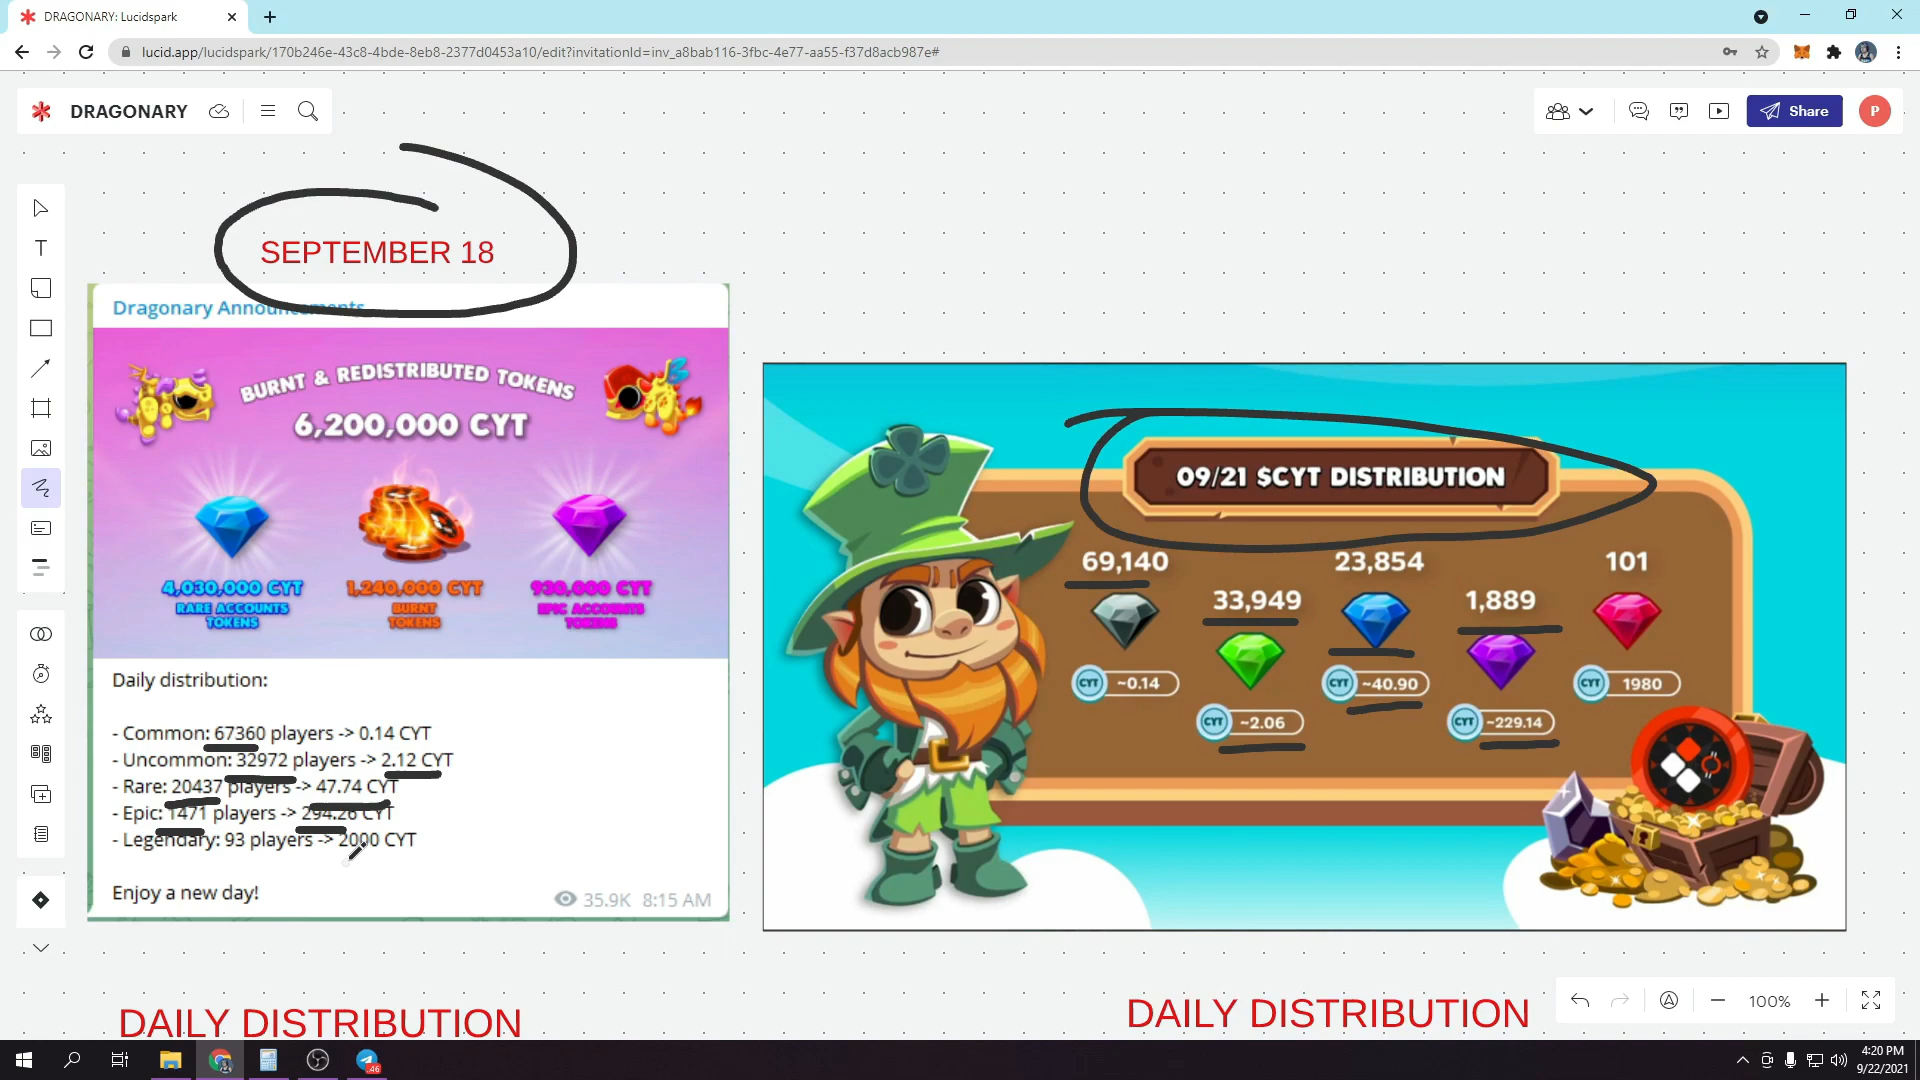 DRAGONARY: Lucidspark
lucid.app/lucidspark/170b246e-43c8-4bde-8eb8-2377d0453a10/edit?invitationId=inv_a8bab116-3fbc-4e77-aa55-f37d8acb987e#
DRAGONARY
Share
P
T
SEPTEMBER 18
Dragonary Announcements
BURNT & REDISTRIBUTED TOKENS
6,200,000 CYT
4,030,000 CYT
RARE ACCOUNTS
TOKENS
1,240,000 CYT
BURNT
TOKENS
930,000 CYT
EPIC ACCOUNTS
TOKENS
Daily distribution:
- Common: 67360 players -> 0.14 CYT
- Uncommon: 32972 players -> 2.12 CYT
- Rare: 20437 players -> 47.74 CYT
- Epic: 1471 players -> 294.26 CYT
- Legendary: 93 players -> 2000 CYT
Enjoy a new day!
35.9K 8:15 AM
09/21 $CYT DISTRIBUTION
69,140
33,949
23,854
1,889
101
CYT ~0.14
CYT ~2.06
CYT ~40.90
CYT ~229.14
CYT 1980
DAILY DISTRIBUTION
DAILY DISTRIBUTION
100%
46
4:20 PM
9/22/2021